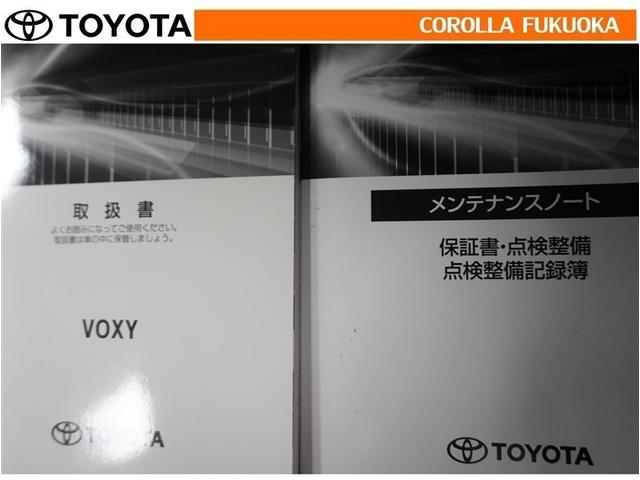 TOYOTA
COROLLA FUKUOKA
取扱書
よくお読みになってご使用ください。
取扱書は車の中に保管しましょう。
VOXY
TOYOTA
メンテナンスノート
保証書・点検整備
点検整備記録簿
TOYOTA